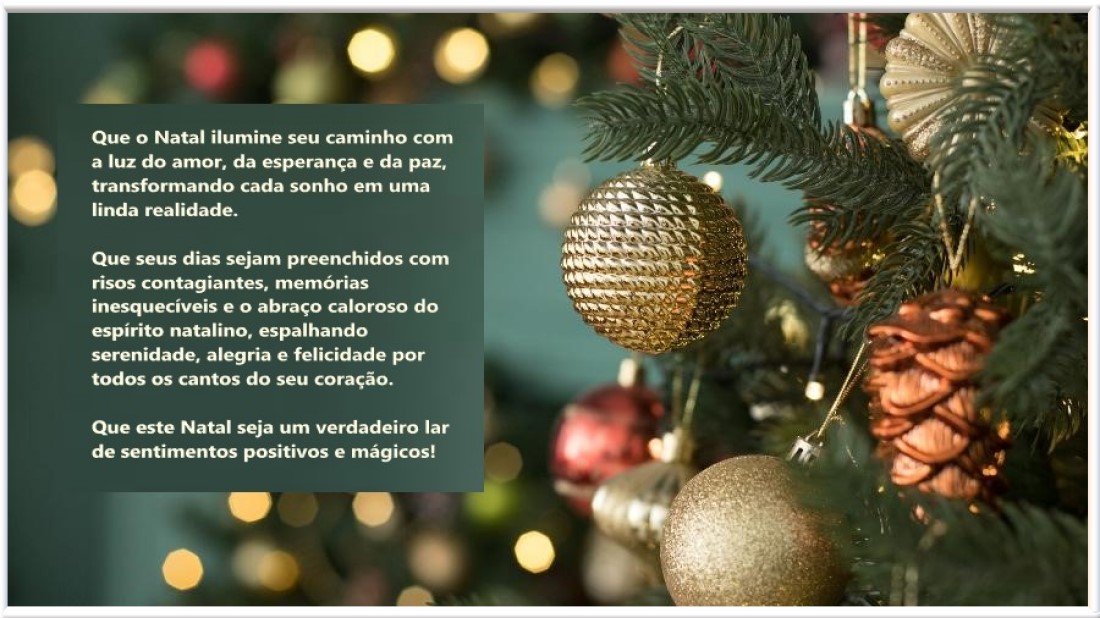 Que o Natal ilumine seu caminho com
a luz do amor, da esperança e da paz,
transformando cada sonho em uma
linda realidade.
Que seus dias sejam preenchidos com
risos contagiantes, memórias
inesquecíveis e o abraço caloroso do
espírito natalino, espalhando
serenidade, alegria e felicidade por
todos os cantos do seu coração.
Que este Natal seja um verdadeiro lar
de sentimentos positivos e mágicos!